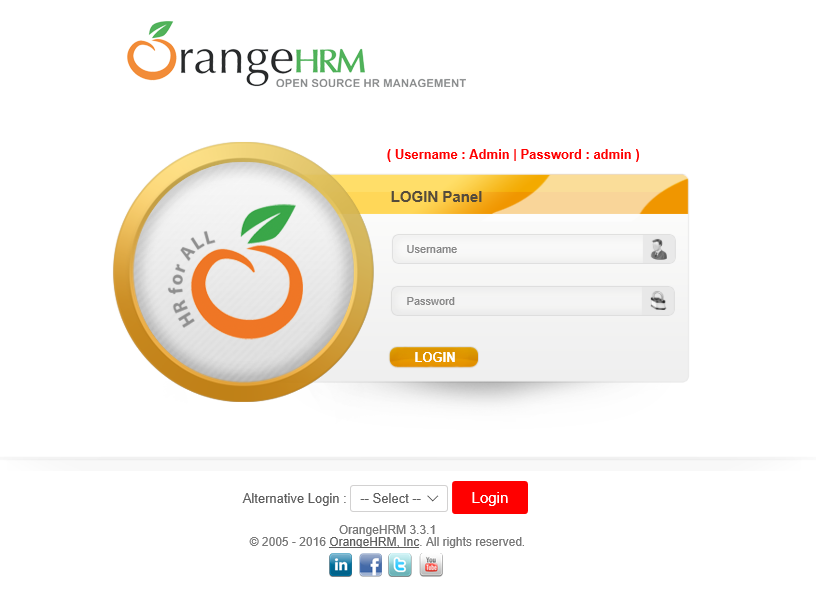 OrangeHRM
OPEN SOURCE HR MANAGEMENT
( Username : Admin | Password : admin )
LOGIN Panel
HR for ALL
Username
Password
LOGIN
Alternative Login : -- Select -- Login
OrangeHRM 3.3.1
© 2005 - 2016 OrangeHRM, Inc. All rights reserved.
in f t You Tube